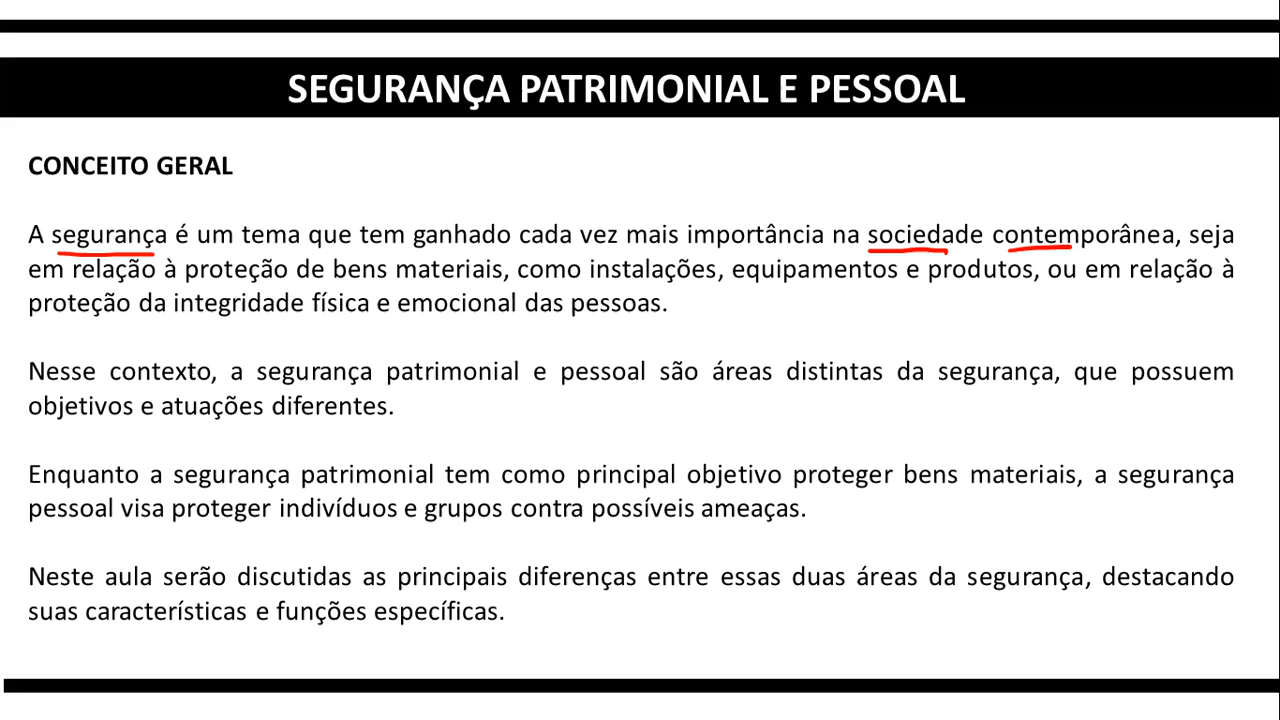 SEGURANÇA PATRIMONIAL E PESSOAL
CONCEITO GERAL
A segurança é um tema que tem ganhado cada vez mais importância na sociedade contemporânea, seja
em relação à proteção de bens materiais, como instalações, equipamentos e produtos, ou em relação à
proteção da integridade física e emocional das pessoas.
Nesse contexto, a segurança patrimonial e pessoal são áreas distintas da segurança, que possuem
objetivos e atuações diferentes.
Enquanto a segurança patrimonial tem como principal objetivo proteger bens materiais, a segurança
pessoal visa proteger indivíduos e grupos contra possíveis ameaças.
Neste aula serão discutidas as principais diferenças entre essas duas áreas da segurança, destacando
suas características e funções específicas.